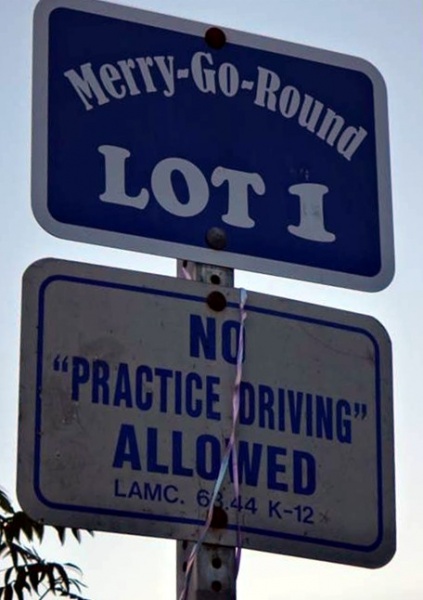 Merry-Go-Round
LOT 1
NO
"PRACTICE DRIVING"
ALLOWED
LAMC. 63.44 K-12